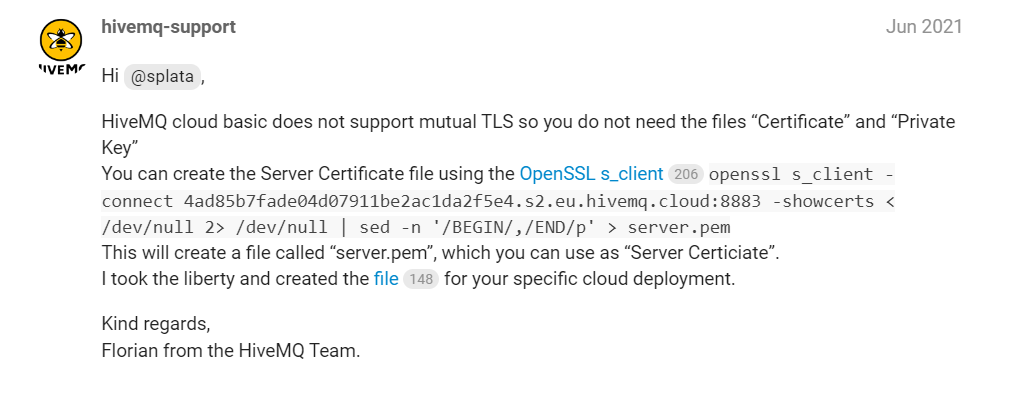 hivemq-support
Jun 2021
HIVEMQ
Hi @splata,
HiveMQ cloud basic does not support mutual TLS so you do not need the files “Certificate” and “Private
Key”
You can create the Server Certificate file using the OpenSSL s_client 206 openssl s_client -
connect 4ad85b7fade04d07911be2ac1da2f5e4.s2.eu.hivemq.cloud:8883 -showcerts <
/dev/null 2> /dev/null | sed -n '/BEGIN/,/END/p' > server.pem
This will create a file called “server.pem”, which you can use as “Server Certiciate”.
I took the liberty and created the file 148 for your specific cloud deployment.
Kind regards,
Florian from the HiveMQ Team.